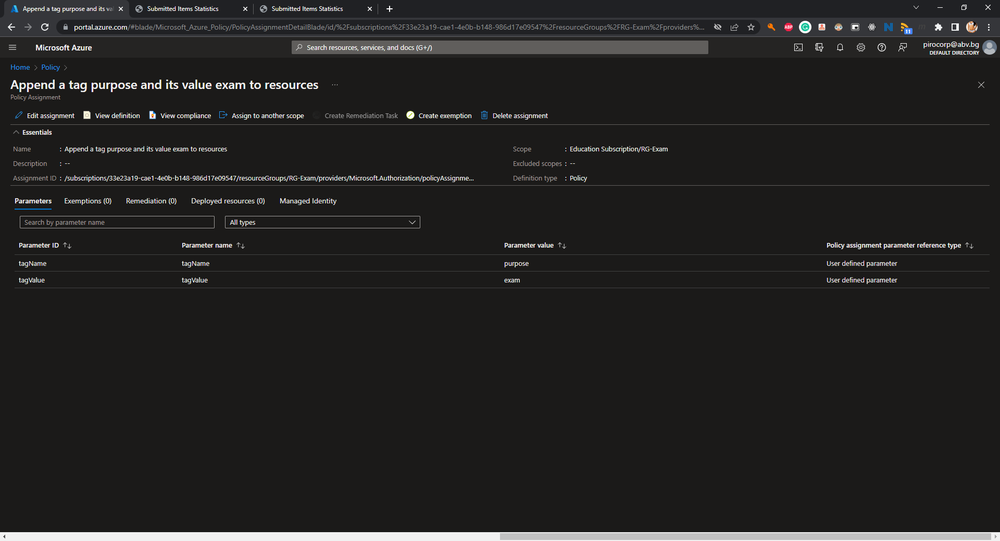 Append a tag purpose and its val
Submitted Items Statistics
Submitted Items Statistics
portal.azure.com/#blade/Microsoft_Azure_Policy/PolicyAssignmentDetailBlade/id/%2Fsubscriptions%2F33e23a19-cae1-4e0b-b148-986d17e09547%2FresourceGroups%2FRG-Exam%2Fproviders%...
ABP
11
Microsoft Azure
Search resources, services, and docs (G+/)
pirocorp@abv.bg
DEFAULT DIRECTORY
Home > Policy >
Append a tag purpose and its value exam to resources ...
Policy Assignment
Edit assignment View definition View compliance Assign to another scope Create Remediation Task Create exemption Delete assignment
Essentials
Name : Append a tag purpose and its value exam to resources
Scope : Education Subscription/RG-Exam
Description : --
Excluded scopes : --
Assignment ID : /subscriptions/33e23a19-cae1-4e0b-b148-986d17e09547/resourceGroups/RG-Exam/providers/Microsoft.Authorization/policyAssignme...
Definition type : Policy
Parameters Exemptions (0) Remediation (0) Deployed resources (0) Managed Identity
Search by parameter name
All types
Parameter ID Parameter name Parameter value Policy assignment parameter reference type
tagName tagName purpose User defined parameter
tagValue tagValue exam User defined parameter